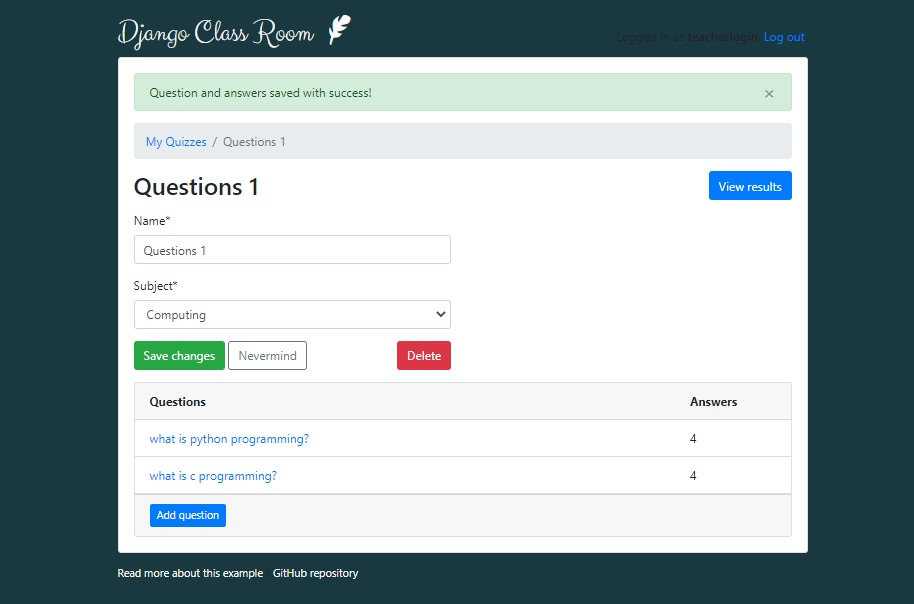 Django Class Room
Logged in as teacherlogin. Log out
Question and answers saved with success! ×
My Quizzes / Questions 1
Questions 1 View results
Name*
Questions 1
Subject*
Computing
Save changes Nevermind Delete
Questions Answers
what is python programming? 4
what is c programming? 4
Add question
Read more about this example GitHub repository